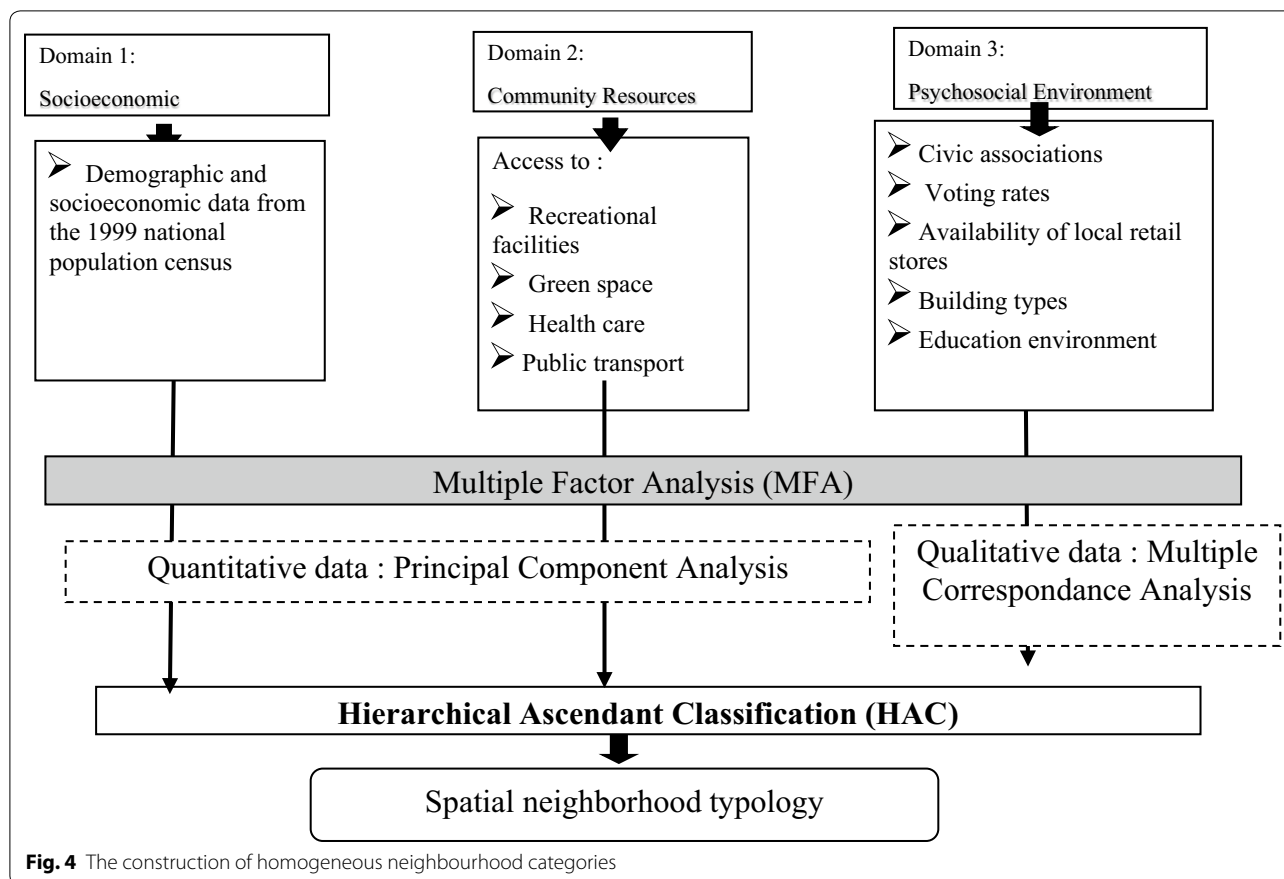 Domain 1:
Socioeconomic
Demographic and
socioeconomic data from
the 1999 national
population census
Domain 2:
Community Resources
Access to :
Recreational
facilities
Green space
Health care
Public transport
Domain 3:
Psychosocial Environment
Civic associations
Voting rates
Availability of local retail
stores
Building types
Education environment
Multiple Factor Analysis (MFA)
Quantitative data : Principal Component Analysis
Qualitative data : Multiple
Correspondance Analysis
Hierarchical Ascendant Classification (HAC)
Spatial neighborhood typology
Fig. 4 The construction of homogeneous neighbourhood categories